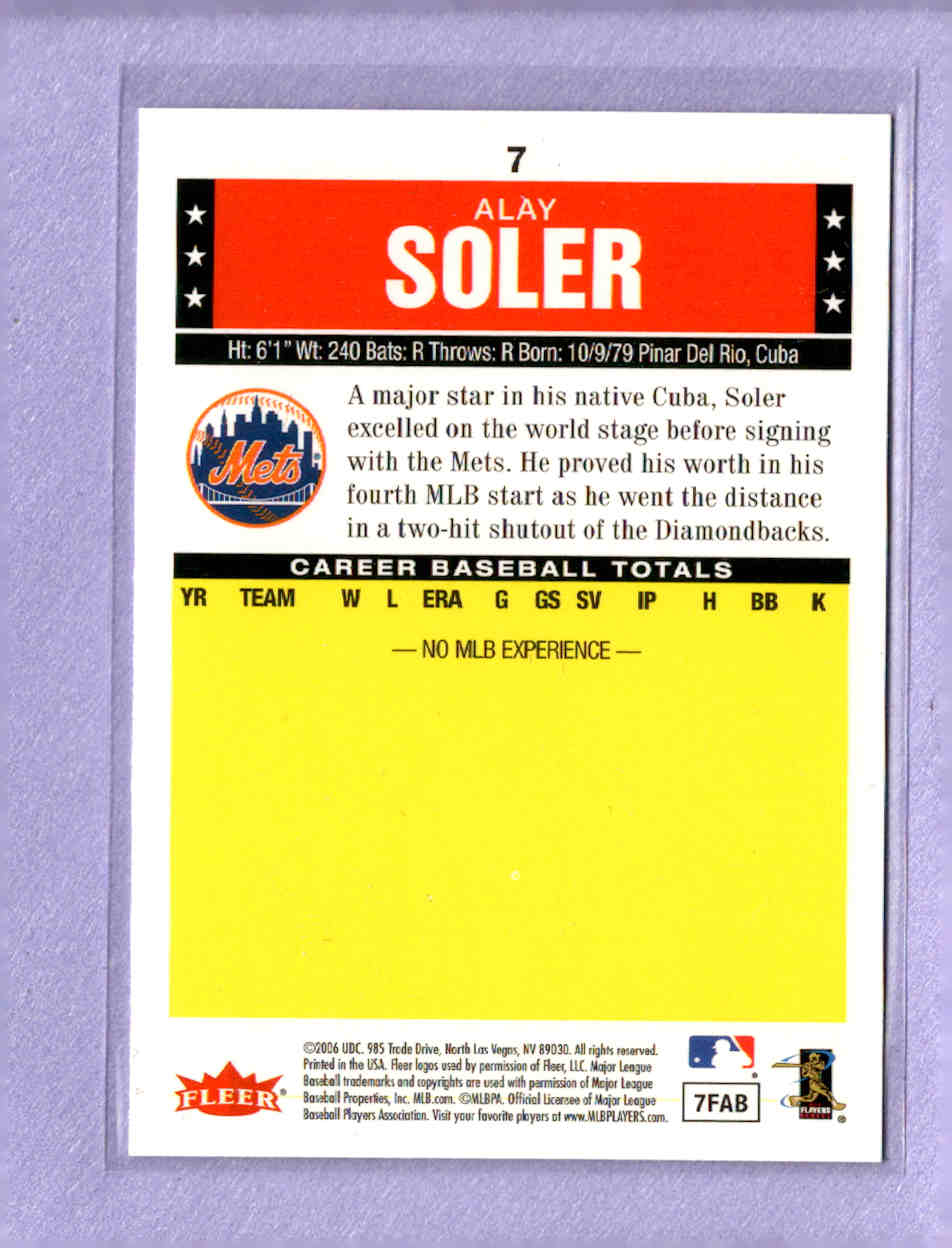 7
ALAY
SOLER
Ht: 6'1" Wt: 240 Bats: R Throws: R Born: 10/9/79 Pinar Del Rio, Cuba
Mets
A major star in his native Cuba, Soler
excelled on the world stage before signing
with the Mets. He proved his worth in his
fourth MLB start as he went the distance
in a two-hit shutout of the Diamondbacks.
CAREER BASEBALL TOTALS
YR TEAM W L ERA G GS SV IP H BB K
— NO MLB EXPERIENCE —
©2006 UDC. 985 Trade Drive, North Las Vegas, NV 89030. All rights reserved.
Printed in the USA. Fleer logos used by permission of Fleer, LLC. Major League
Baseball trademarks and copyrights are used with permission of Major League
Baseball Properties, Inc. MLB.com. ©MLBPA. Official Licensee of Major League
Baseball Players Association. Visit your favorite players at www.MLBPLAYERS.com.
FLEER®
7FAB
PLAYERS